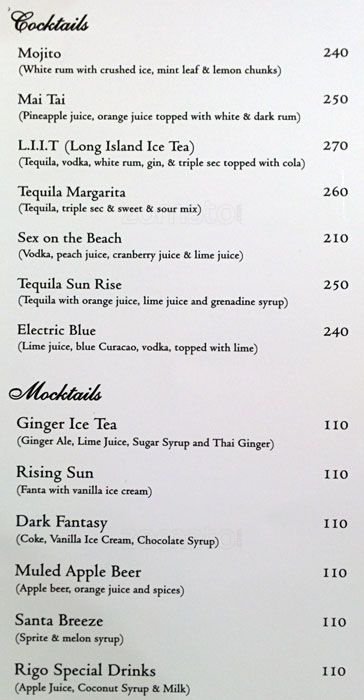 Cocktails
Mojito 240
(White rum with crushed ice, mint leaf & lemon chunks)
Mai Tai 250
(Pineapple juice, orange juice topped with white & dark rum)
L.I.I.T (Long Island Ice Tea) 270
(Tequila, vodka, white rum, gin, & triple sec topped with cola)
Tequila Margarita 260
(Tequila, triple sec & sweet & sour mix)
Sex on the Beach 210
(Vodka, peach juice, cranberry juice & lime juice)
Tequila Sun Rise 250
(Tequila with orange juice, lime juice and grenadine syrup)
Electric Blue 240
(Lime juice, blue Curacao, vodka, topped with lime)
Mocktails
Ginger Ice Tea 110
(Ginger Ale, Lime Juice, Sugar Syrup and Thai Ginger)
Rising Sun 110
(Fanta with vanilla ice cream)
Dark Fantasy 110
(Coke, Vanilla Ice Cream, Chocolate Syrup)
Muled Apple Beer 110
(Apple beer, orange juice and spices)
Santa Breeze 110
(Sprite & melon syrup)
Rigo Special Drinks 110
(Apple Juice, Coconut Syrup & Milk)